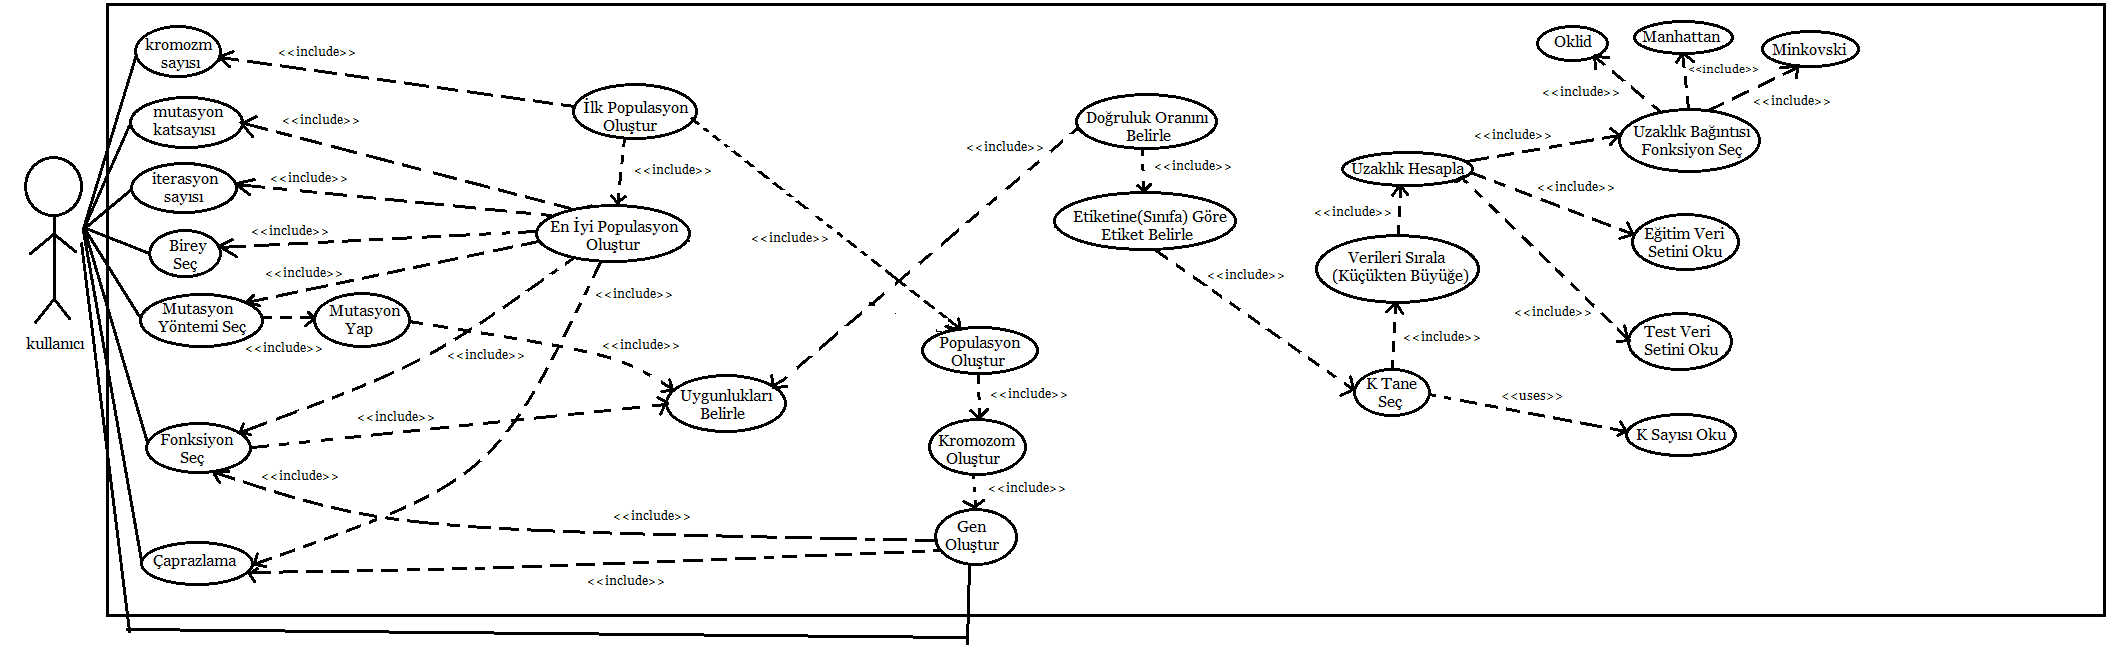 kromozm
sayısı
<<include>>
mutasyon
katsayısı
<<include>>
iterasyon
sayısı
<<include>>
Birey
Seç
<<include>>
Mutasyon
Yöntemi Seç
<<include>>
<<include>>
Mutasyon
Yap
kullanıcı
Fonksiyon
Seç
<<include>>
<<include>>
Çaprazlama
İlk Populasyon
Oluştur
<<include>>
En İyi Populasyon
Oluştur
<<include>>
<<include>>
<<include>>
Uygunlukları
Belirle
<<include>>
<<include>>
<<include>>
<<include>>
Populasyon
Oluştur
<<include>>
Kromozom
Oluştur
<<include>>
Gen
Oluştur
Doğruluk Oranını
Belirle
<<include>>
Etiketine(Sınıfa) Göre
Etiket Belirle
<<include>>
Oklid
Manhattan
Minkovski
<<include>>
<<include>>
<<include>>
Uzaklık Bağıntısı
Fonksiyon Seç
<<include>>
Uzaklık Hesapla
<<include>>
<<include>>
Verileri Sırala
(Küçükten Büyüğe)
Eğitim Veri
Setini Oku
<<include>>
Test Veri
Setini Oku
<<include>>
K Tane
Seç
<<uses>>
K Sayısı Oku